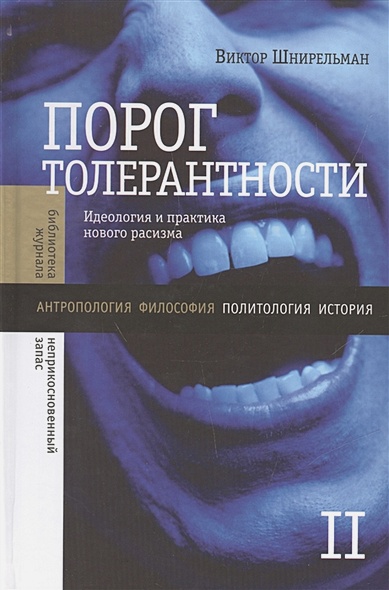 Виктор Шнирельман
ПОРОГ
ТОЛЕРАНТНОСТИ
Идеология и практика
нового расизма
библиотека
журнала
неприкосновенный
запас
АНТРОПОЛОГИЯ ФИЛОСОФИЯ ПОЛИТОЛОГИЯ ИСТОРИЯ
II